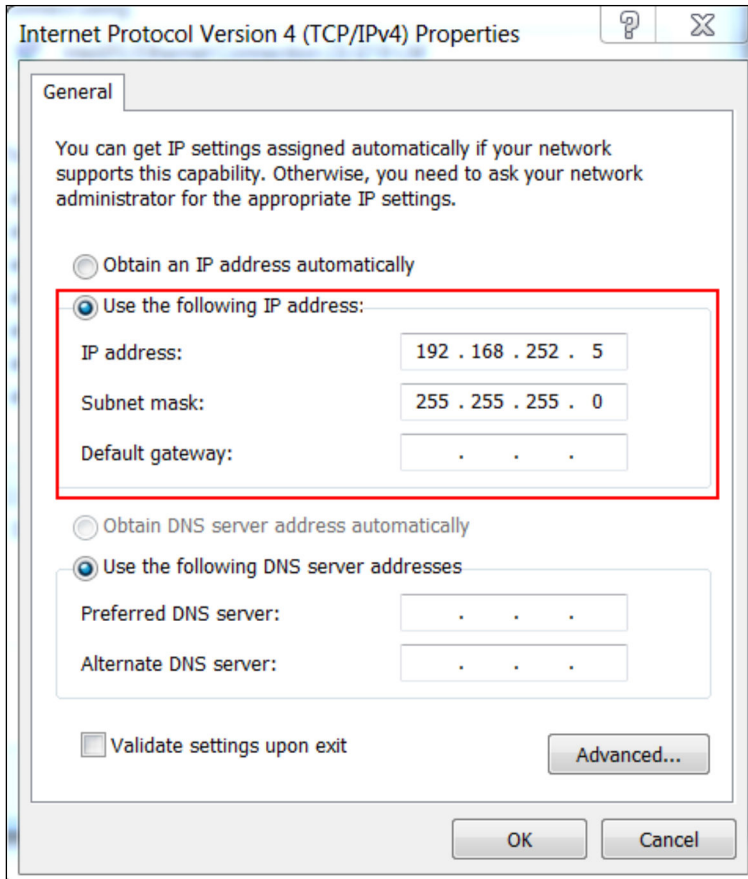 Internet Protocol Version 4 (TCP/IPv4) Properties
General
You can get IP settings assigned automatically if your network
supports this capability. Otherwise, you need to ask your network
administrator for the appropriate IP settings.
Obtain an IP address automatically
Use the following IP address:
IP address: 192 . 168 . 252 . 5
Subnet mask: 255 . 255 . 255 . 0
Default gateway: . . .
Obtain DNS server address automatically
Use the following DNS server addresses
Preferred DNS server: . . .
Alternate DNS server: . . .
Validate settings upon exit
Advanced...
OK Cancel